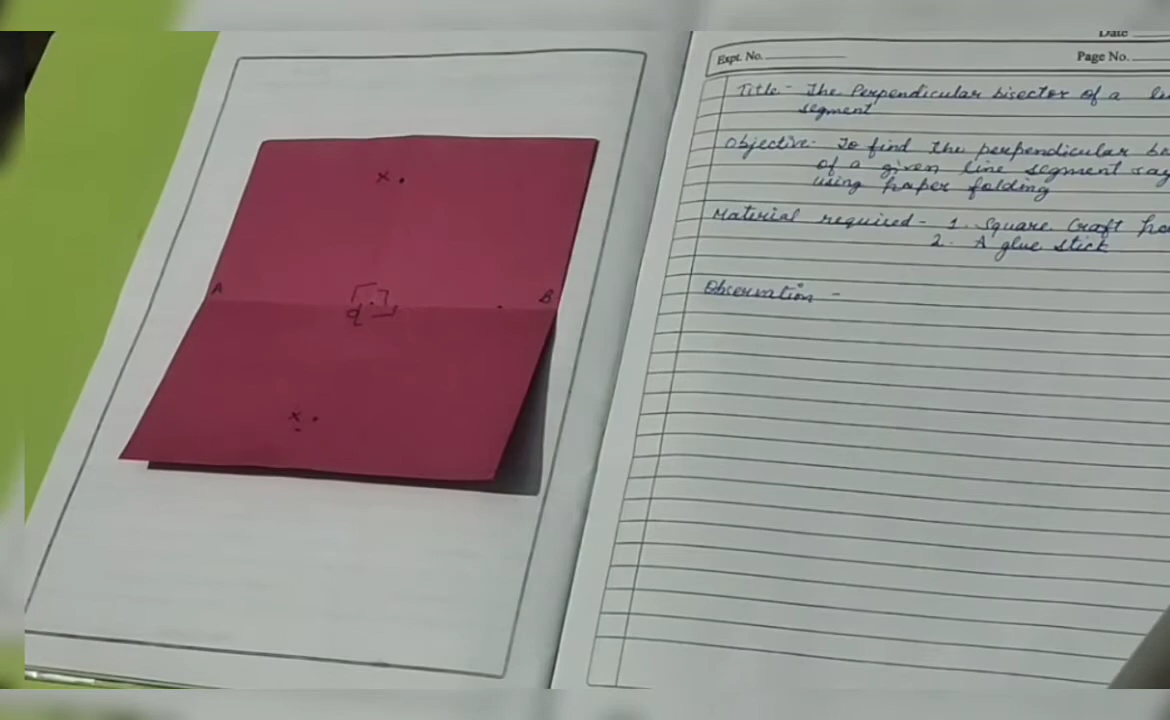 x
A
B
q
x
Date
Expt. No.
Page No.
Title- The Perpendicular bisector of a
segment
Objective- To find the perpendicular
of a given line segment say
using paper folding
Material required - 1. Square Craft
2. A glue stick
Observation -